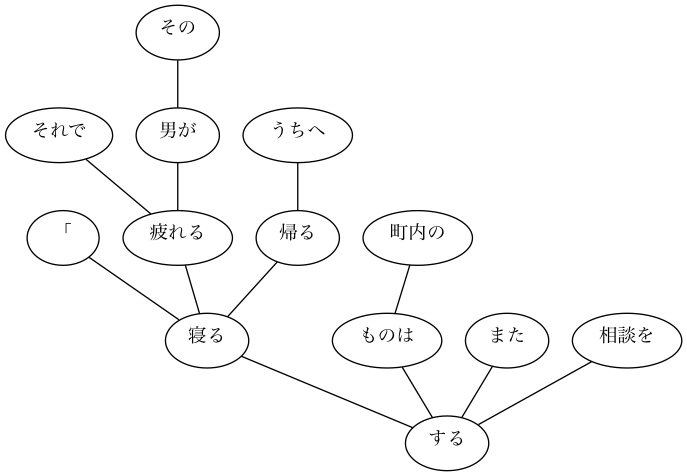 その
それで 男が うちへ
「 疲れる 帰る 町内の
寝る ものは また 相談を
する